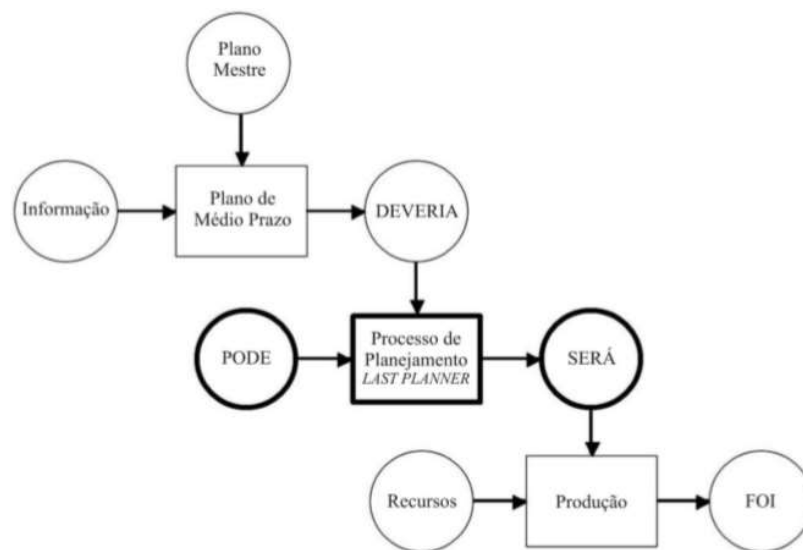 Plano
Mestre
Informação
Plano de
Médio Prazo
DEVERIA
PODE
Processo de
Planejamento
LAST PLANNER
SERÁ
Recursos
Produção
FOI